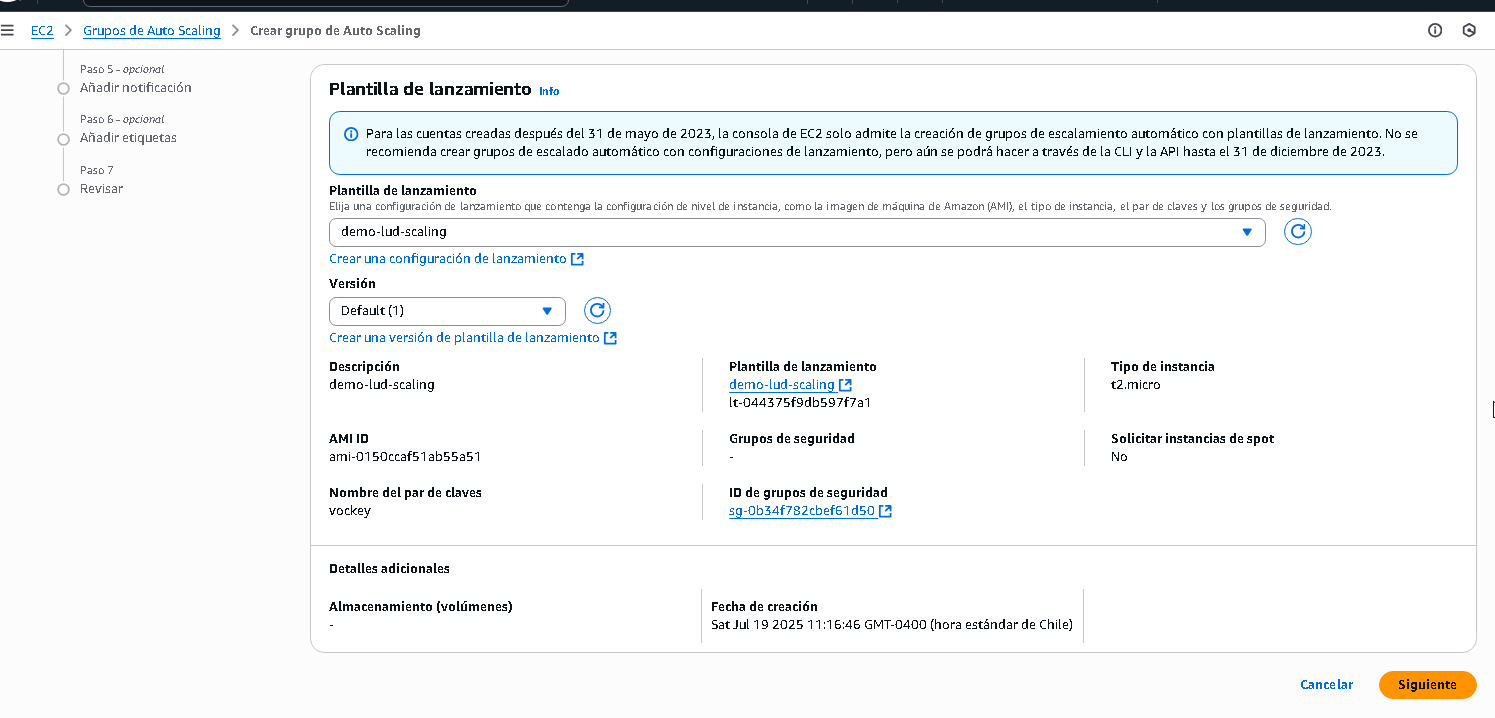 EC2 > Grupos de Auto Scaling > Crear grupo de Auto Scaling
Paso 5 - opcional
Añadir notificación
Paso 6 - opcional
Añadir etiquetas
Paso 7
Revisar
Plantilla de lanzamiento Info
Para las cuentas creadas después del 31 de mayo de 2023, la consola de EC2 solo admite la creación de grupos de escalamiento automático con plantillas de lanzamiento. No se
recomienda crear grupos de escalado automático con configuraciones de lanzamiento, pero aún se podrá hacer a través de la CLI y la API hasta el 31 de diciembre de 2023.
Plantilla de lanzamiento
Elija una configuración de lanzamiento que contenga la configuración de nivel de instancia, como la imagen de máquina de Amazon (AMI), el tipo de instancia, el par de claves y los grupos de seguridad.
demo-lud-scaling
Crear una configuración de lanzamiento
Versión
Default (1)
Crear una versión de plantilla de lanzamiento
Descripción
demo-lud-scaling
Plantilla de lanzamiento
demo-lud-scaling
lt-044375f9db597f7a1
Tipo de instancia
t2.micro
AMI ID
ami-0150ccaf51ab55a51
Grupos de seguridad
-
Solicitar instancias de spot
No
Nombre del par de claves
vockey
ID de grupos de seguridad
sg-0b34f782cbef61d50
Detalles adicionales
Almacenamiento (volúmenes)
-
Fecha de creación
Sat Jul 19 2025 11:16:46 GMT-0400 (hora estándar de Chile)
Cancelar
Siguiente